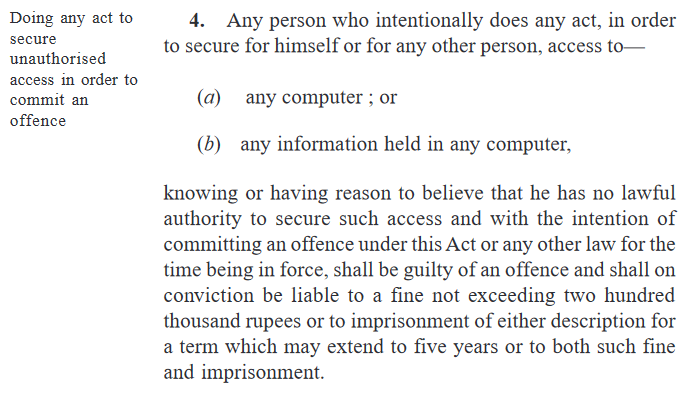 Doing any act to
secure
unauthorised
access in order to
commit an
offence
4. Any person who intentionally does any act, in order
to secure for himself or for any other person, access to—
(a) any computer ; or
(b) any information held in any computer,
knowing or having reason to believe that he has no lawful
authority to secure such access and with the intention of
committing an offence under this Act or any other law for the
time being in force, shall be guilty of an offence and shall on
conviction be liable to a fine not exceeding two hundred
thousand rupees or to imprisonment of either description for
a term which may extend to five years or to both such fine
and imprisonment.